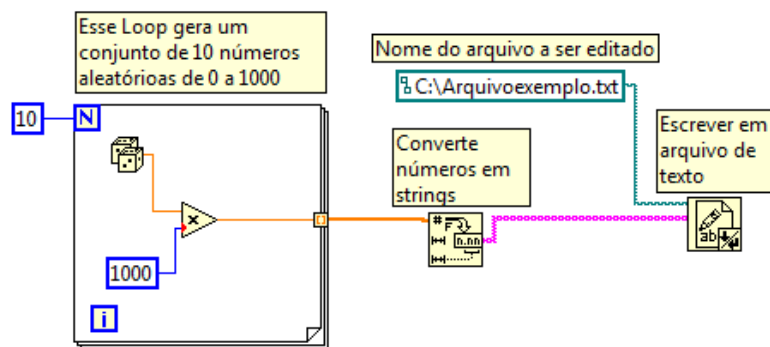 Esse Loop gera um
conjunto de 10 números
aleatórioas de 0 a 1000
Nome do arquivo a ser editado
C:\Arquivoexemplo.txt
10
N
Converte
números em
strings
Escrever em
arquivo de
texto
1000
i
#
F
n.nn
ab